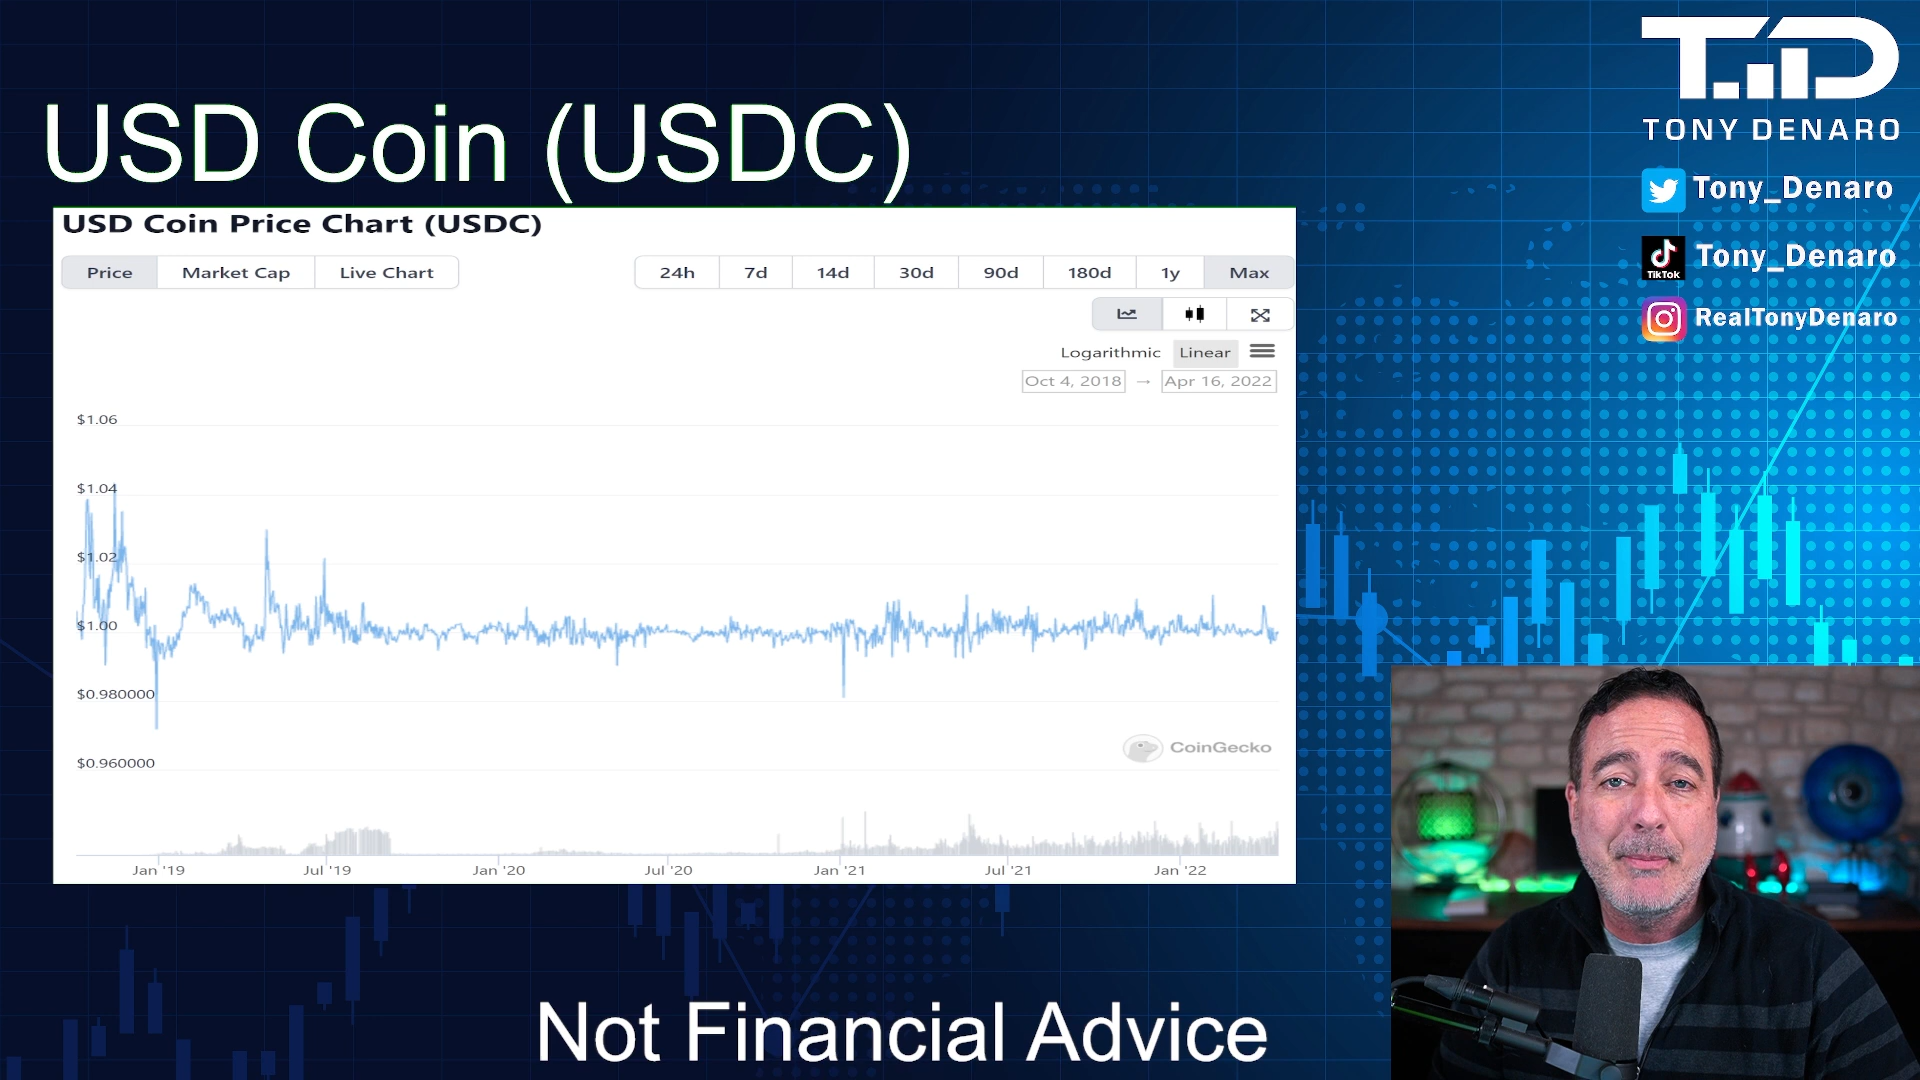 USD Coin (USDC)
USD Coin Price Chart (USDC)
Price Market Cap Live Chart
24h 7d 14d 30d 90d 180d 1y Max
Logarithmic Linear
Oct 4, 2018 → Apr 16, 2022
$1.06
$1.04
$1.02
$1.00
$0.980000
$0.960000
CoinGecko
Jan '19 Jul '19 Jan '20 Jul '20 Jan '21 Jul '21 Jan '22
Not Financial Advice
TD
TONY DENARO
Tony_Denaro
TikTok
Tony_Denaro
RealTonyDenaro